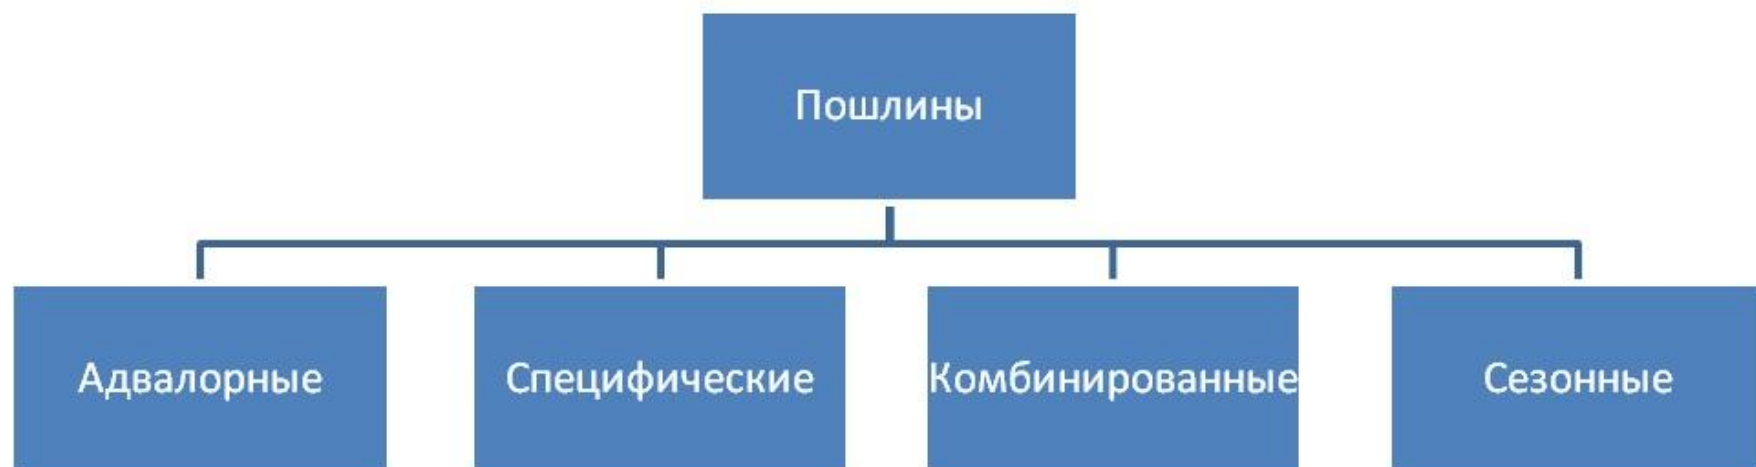 Пошлины
Адвалорные
Специфические
Комбинированные
Сезонные